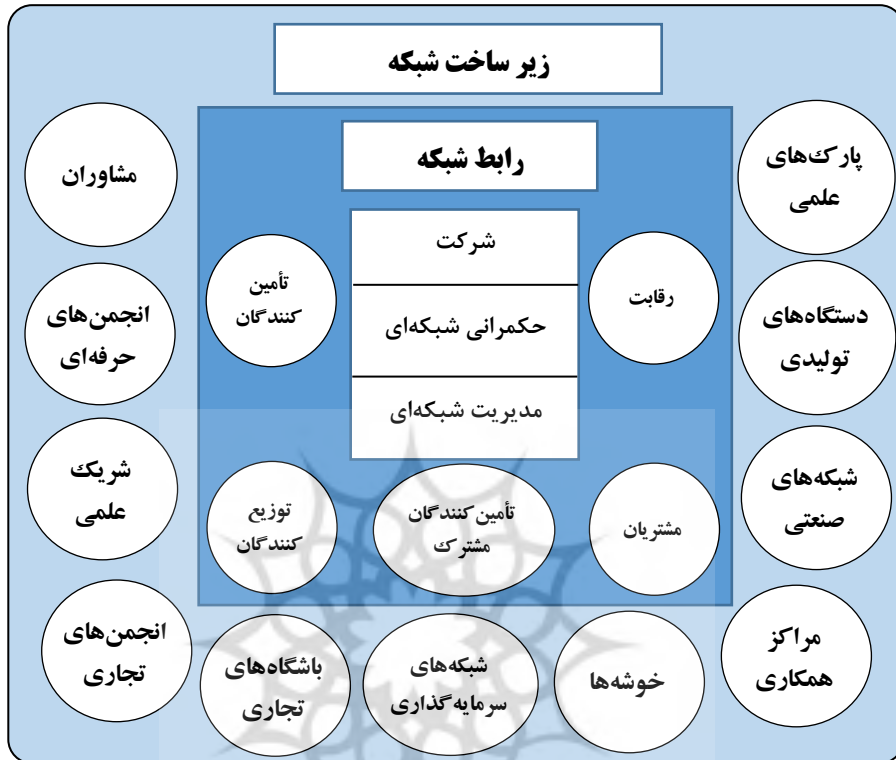 زیر ساخت شبکه
رابط شبکه
پارک‌های
علمی
مشاوران
شرکت
رقابت
تأمین
کنندگان
حکمرانی شبکه‌ای
دستگاه‌های
تولیدی
انجمن‌های
حرفه‌ای
مدیریت شبکه‌ای
شبکه‌های
صنعتی
شریک
علمی
مشتریان
تأمین‌کنندگان
مشترک
توزیع
کنندگان
مراکز
همکاری
انجمن‌های
تجاری
خوشه‌ها
شبکه‌های
سرمایه‌گذاری
باشگاه‌های
تجاری